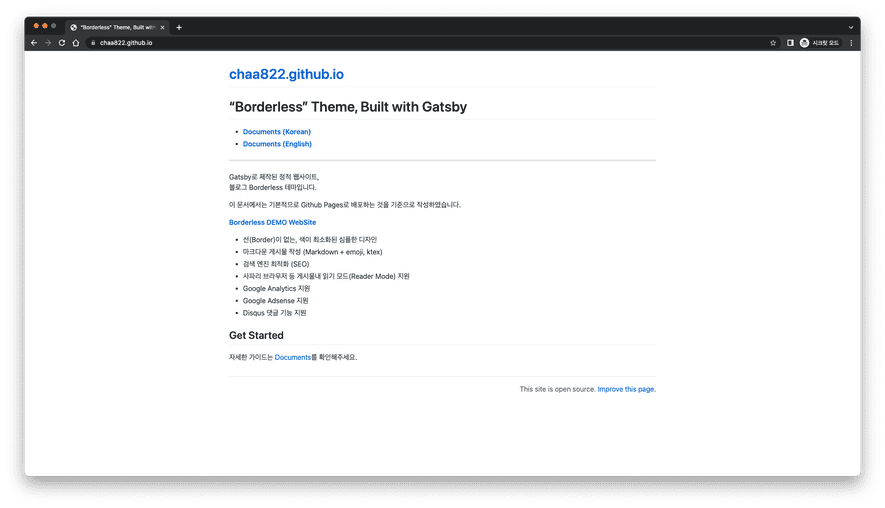 "Borderless" Theme, Built with
chaa822.github.io
시크릿 모드
chaa822.github.io
“Borderless” Theme, Built with Gatsby
Documents (Korean)
Documents (English)
Gatsby로 제작된 정적 웹사이트,
블로그 Borderless 테마입니다.
이 문서에서는 기본적으로 Github Pages로 배포하는 것을 기준으로 작성하였습니다.
Borderless DEMO WebSite
선(Border)이 없는, 색이 최소화된 심플한 디자인
마크다운 게시물 작성 (Markdown + emoji, ktex)
검색 엔진 최적화 (SEO)
사파리 브라우저 등 게시물내 읽기 모드(Reader Mode) 지원
Google Analytics 지원
Google Adsense 지원
Disqus 댓글 기능 지원
Get Started
자세한 가이드는 Documents를 확인해주세요.
This site is open source. Improve this page.